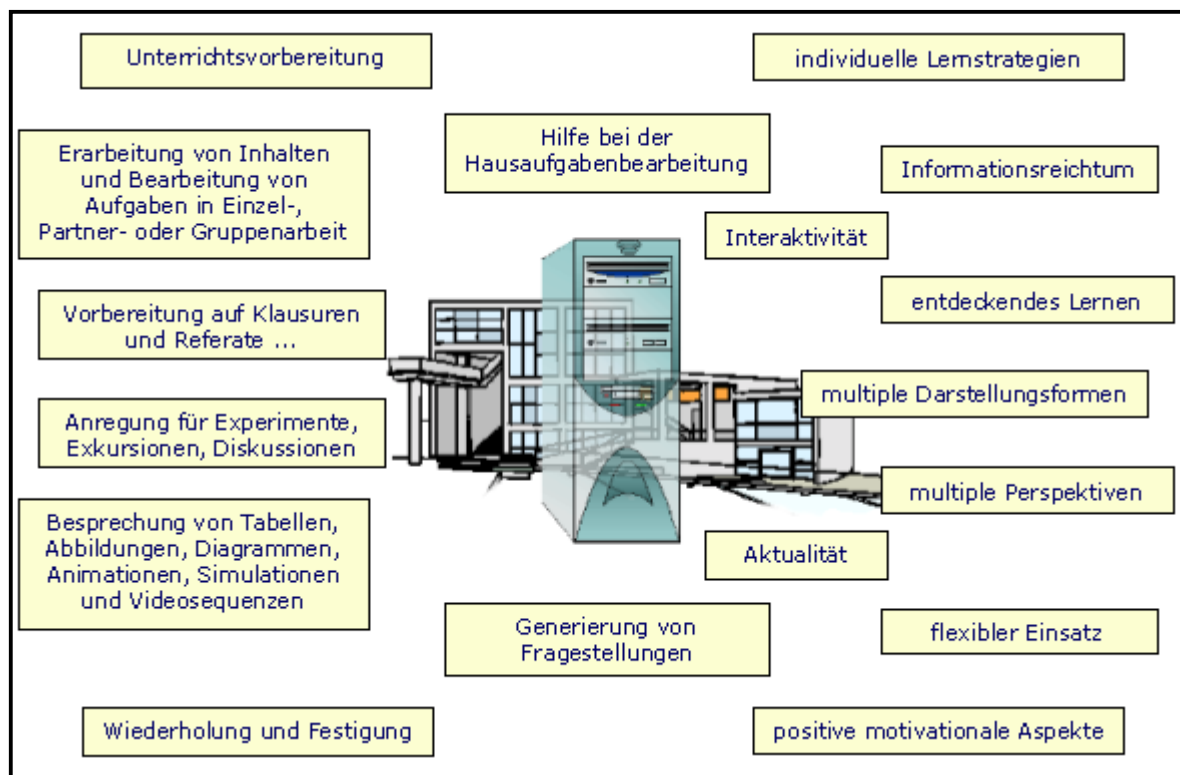 Unterrichtsvorbereitung
individuelle Lernstrategien
Hilfe bei der
Hausaufgabenbearbeitung
Erarbeitung von Inhalten
und Bearbeitung von
Aufgaben in Einzel-,
Partner- oder Gruppenarbeit
Informationsreichtum
Interaktivität
Vorbereitung auf Klausuren
und Referate ...
entdeckendes Lernen
multiple Darstellungsformen
Anregung für Experimente,
Exkursionen, Diskussionen
multiple Perspektiven
Besprechung von Tabellen,
Abbildungen, Diagrammen,
Animationen, Simulationen
und Videosequenzen
Aktualität
Generierung von
Fragestellungen
flexibler Einsatz
Wiederholung und Festigung
positive motivationale Aspekte